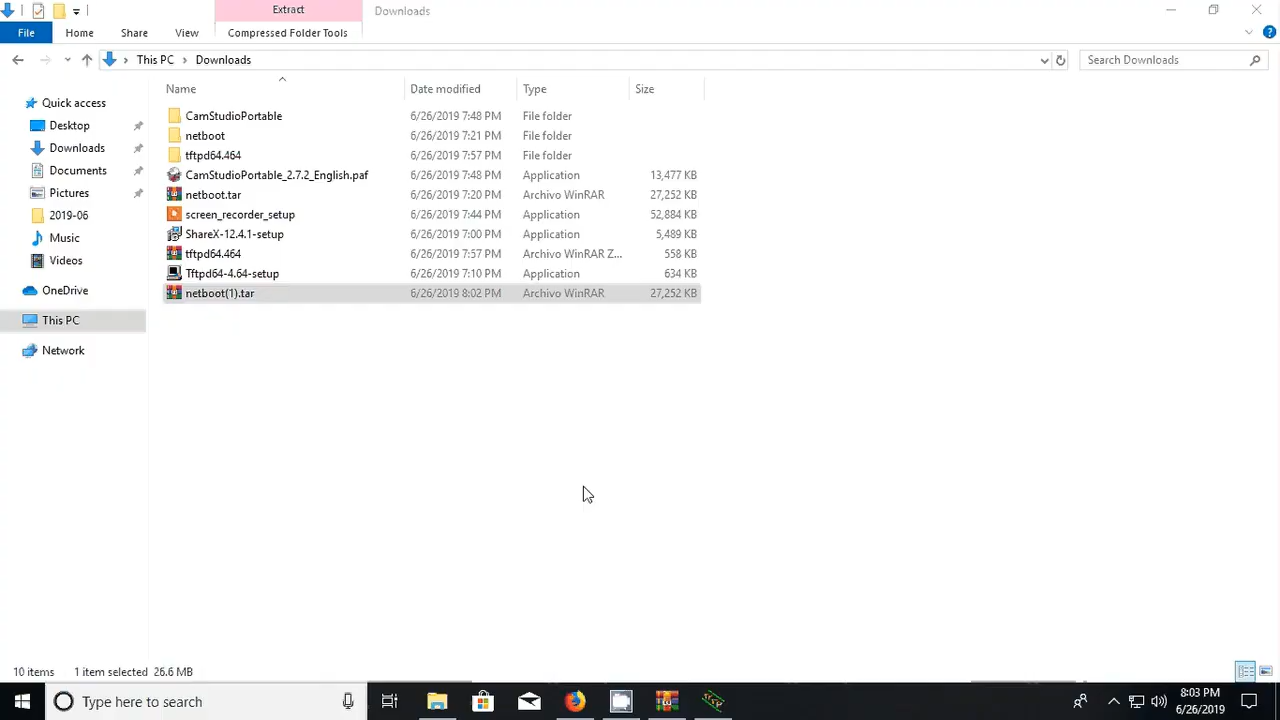 Extract
Downloads
File
Home
Share
View
Compressed Folder Tools
This PC
Downloads
Search Downloads
Name
Date modified
Type
Size
Quick access
Desktop
Downloads
Documents
Pictures
2019-06
Music
Videos
OneDrive
This PC
Network
CamStudioPortable 6/26/2019 7:48 PM File folder
netboot 6/26/2019 7:21 PM File folder
tftpd64.464 6/26/2019 7:57 PM File folder
CamStudioPortable_2.7.2_English.paf 6/26/2019 7:48 PM Application 13,477 KB
netboot.tar 6/26/2019 7:20 PM Archivo WinRAR 27,252 KB
screen_recorder_setup 6/26/2019 7:44 PM Application 52,884 KB
ShareX-12.4.1-setup 6/26/2019 7:00 PM Application 5,489 KB
tftpd64.464 6/26/2019 7:57 PM Archivo WinRAR Z... 558 KB
Tftpd64-4.64-setup 6/26/2019 7:10 PM Application 634 KB
netboot(1).tar 6/26/2019 8:02 PM Archivo WinRAR 27,252 KB
10 items 1 item selected 26.6 MB
Type here to search
8:03 PM
6/26/2019